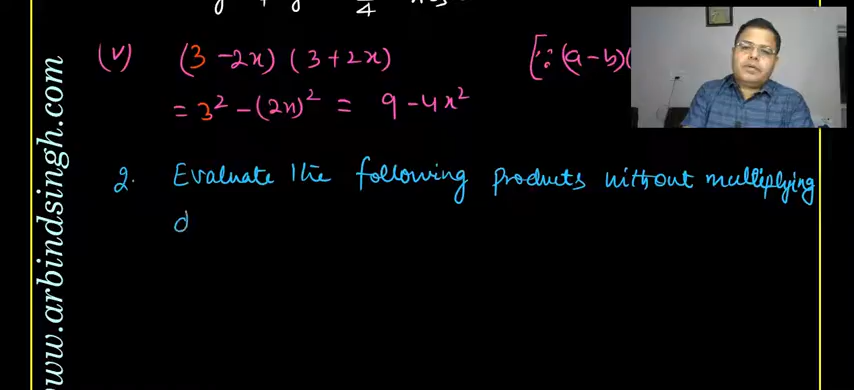 4
(v) (3 -2x) (3 + 2x) [∵ (a - b)(
= 3² - (2x)² = 9 - 4x²
2. Evaluate the following products without multiplying
d
www.arbindsingh.com